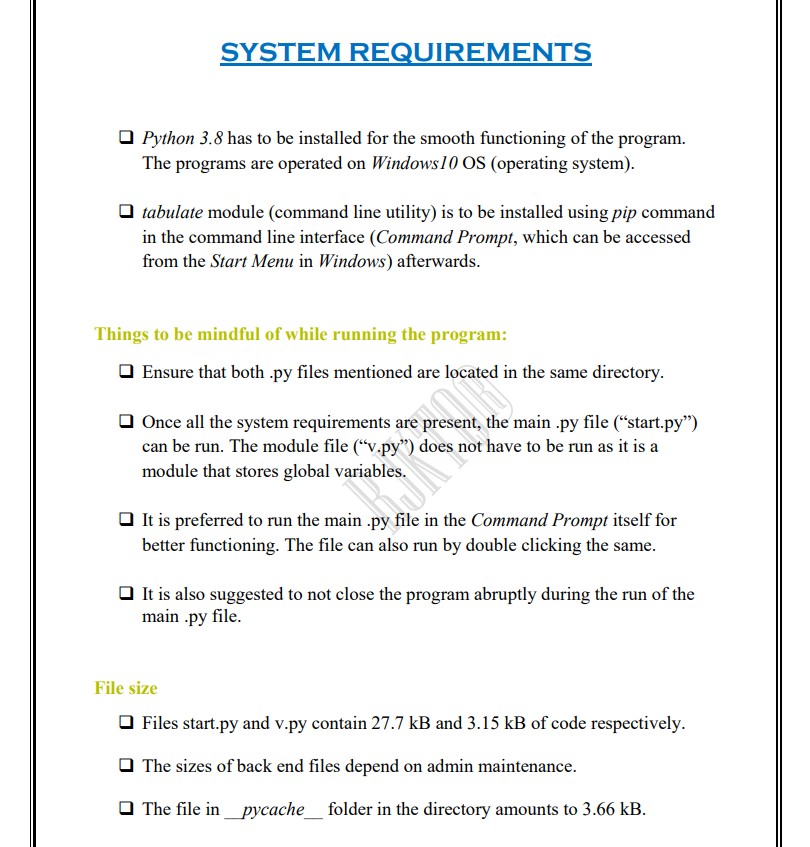 SYSTEM REQUIREMENTS
Python 3.8 has to be installed for the smooth functioning of the program.
The programs are operated on Windows10 OS (operating system).
tabulate module (command line utility) is to be installed using pip command
in the command line interface (Command Prompt, which can be accessed
from the Start Menu in Windows) afterwards.
Things to be mindful of while running the program:
Ensure that both .py files mentioned are located in the same directory.
Once all the system requirements are present, the main .py file (“start.py”)
can be run. The module file (“v.py”) does not have to be run as it is a
module that stores global variables.
It is preferred to run the main .py file in the Command Prompt itself for
better functioning. The file can also run by double clicking the same.
It is also suggested to not close the program abruptly during the run of the
main .py file.
File size
Files start.py and v.py contain 27.7 kB and 3.15 kB of code respectively.
The sizes of back end files depend on admin maintenance.
The file in __pycache__ folder in the directory amounts to 3.66 kB.